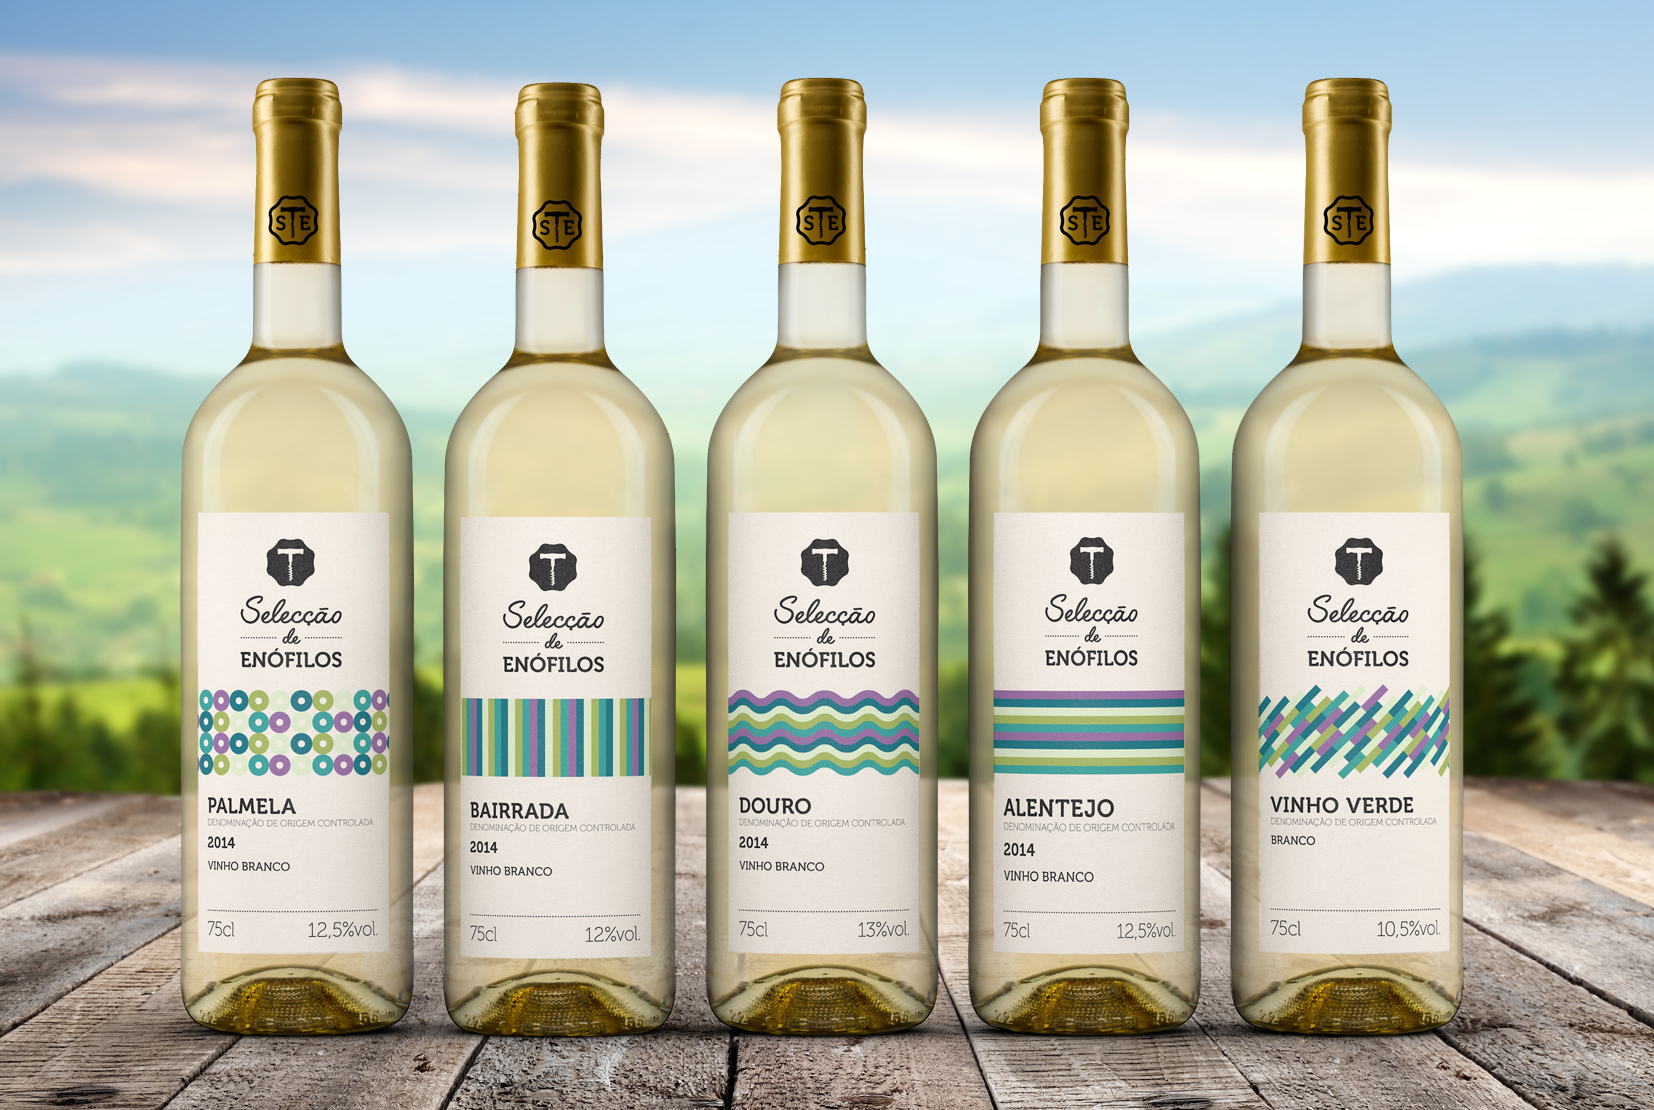 STE
STE
STE
STE
STE
Selecção
de
ENÓFILOS
PALMELA
DENOMINAÇÃO DE ORIGEM CONTROLADA
2014
VINHO BRANCO
75cl 12,5%vol.
Selecção
de
ENÓFILOS
BAIRRADA
DENOMINAÇÃO DE ORIGEM CONTROLADA
2014
VINHO BRANCO
75cl 12%vol.
Selecção
de
ENÓFILOS
DOURO
DENOMINAÇÃO DE ORIGEM CONTROLADA
2014
VINHO BRANCO
75cl 13%vol.
Selecção
de
ENÓFILOS
ALENTEJO
DENOMINAÇÃO DE ORIGEM CONTROLADA
2014
VINHO BRANCO
75cl 12,5%vol.
Selecção
de
ENÓFILOS
VINHO VERDE
DENOMINAÇÃO DE ORIGEM CONTROLADA
BRANCO
75cl 10,5%vol.